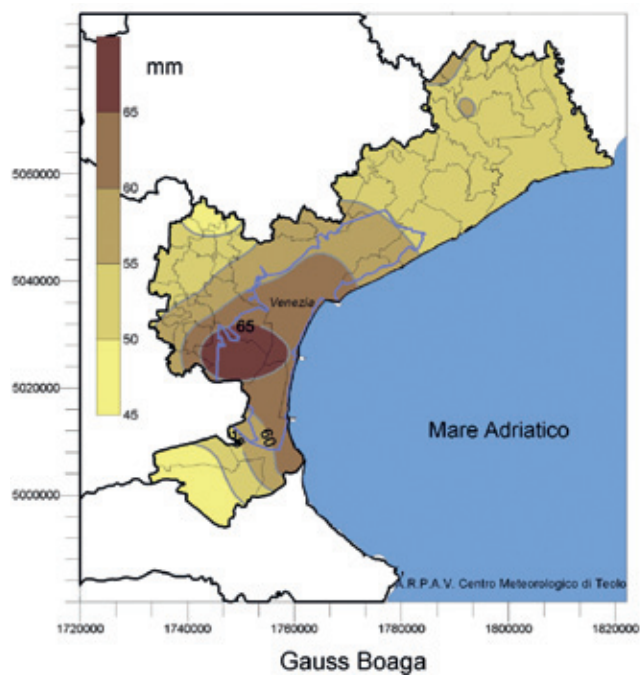 mm
65
60
55
50
45
5060000
5040000
5020000
5000000
Venezia
65
60
Mare Adriatico
A.R.P.A.V. Centro Meteorologico di Teolo
1720000 1740000 1760000 1780000 1800000 1820000
Gauss Boaga